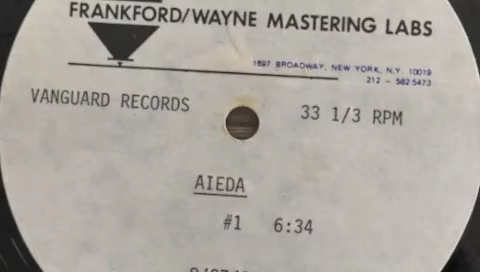 FRANKFORD/WAYNE MASTERING LABS
1697 BROADWAY, NEW YORK, N.Y. 10019
212 - 582 5473
VANGUARD RECORDS 33 1/3 RPM
AIEDA
#1 6:34